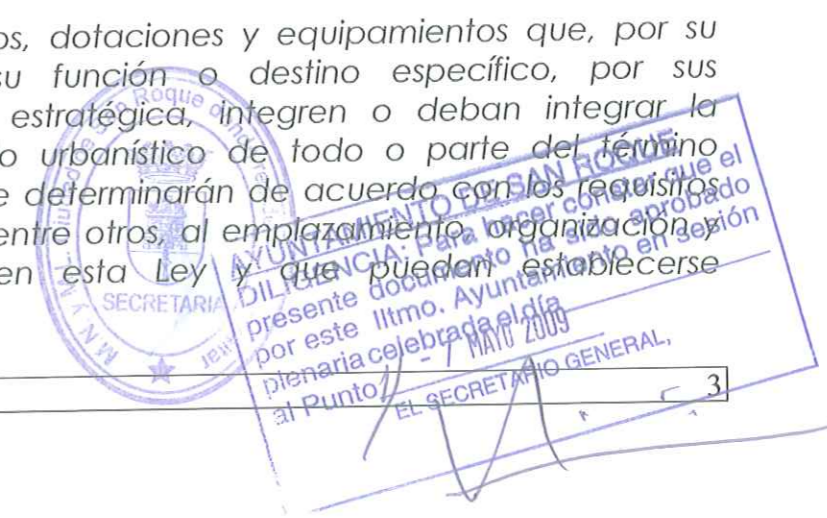 os, dotaciones y equipamientos que, por su
su función o destino específico, por sus
estratégica, integren o deban integrar la
o urbanístico de todo o parte del término
e determinarán de acuerdo con los requisitos
entre otros, al emplazamiento, organización y
en esta Ley y que puedan establecerse
AYUNTAMIENTO DE SAN ROQUE
DILIGENCIA: Para hacer constar que el
presente documento ha sido aprobado
por este Iltmo. Ayuntamiento en sesión
plenaria celebrada el día
- 7 MAYO 2009
al Punto
EL SECRETARIO GENERAL,
San Roque
SECRETARIA
3